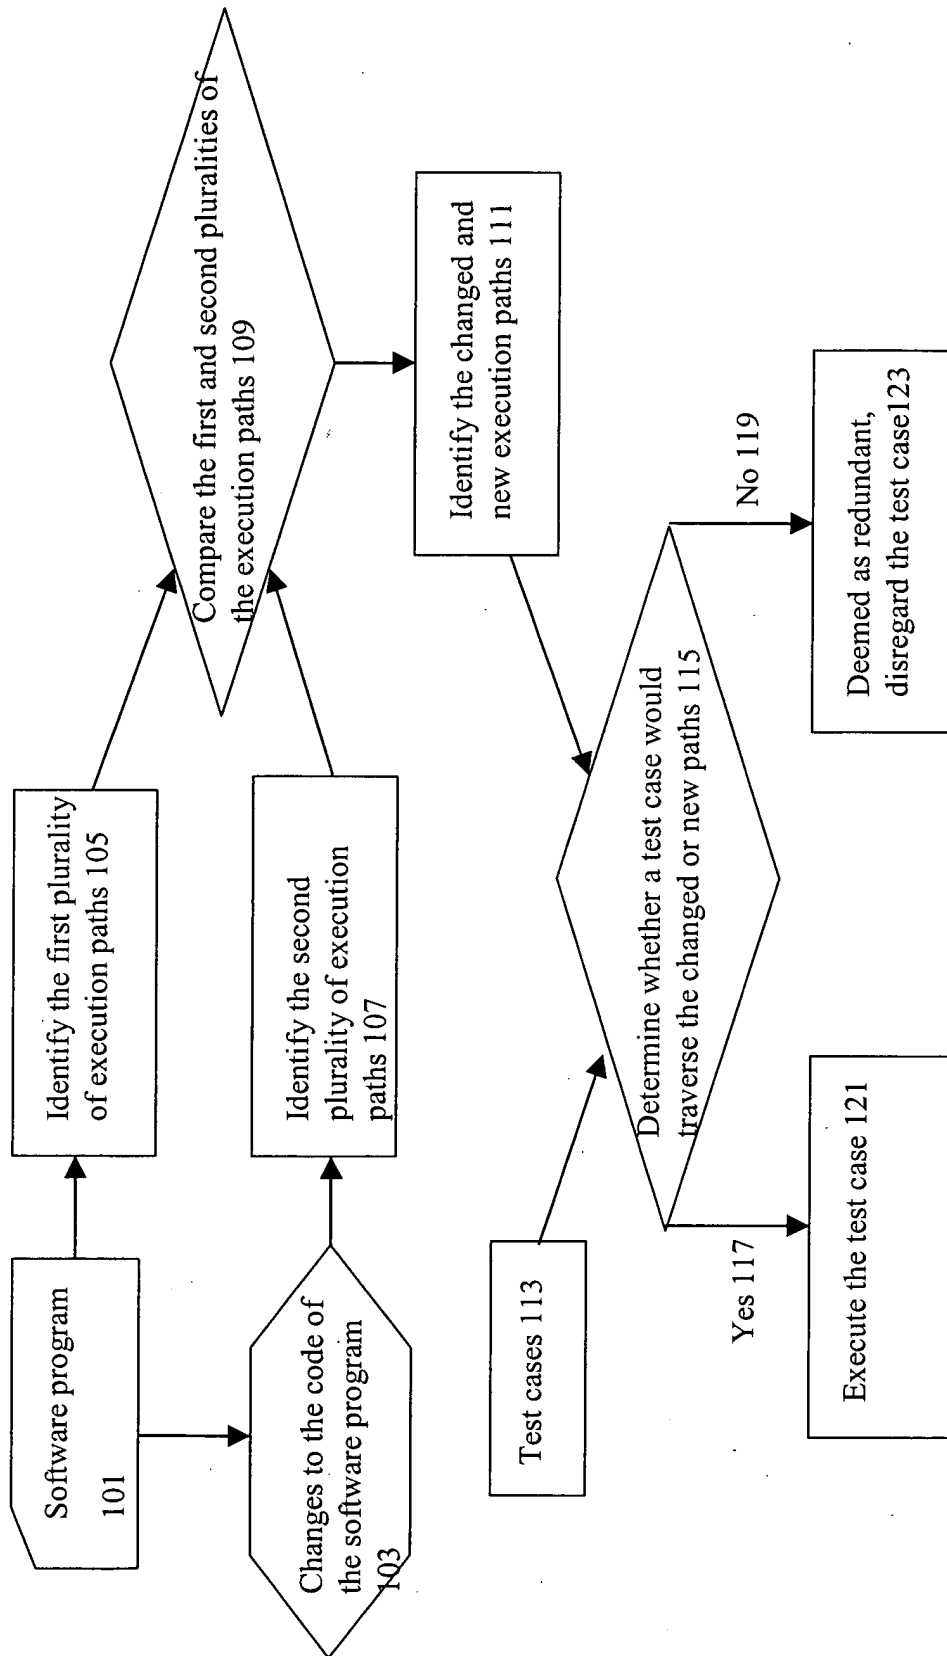 Software program
101
Identify the first plurality
of execution paths 105
Changes to the code of
the software program
103
Identify the second
plurality of execution
paths 107
Compare the first and second pluralities of
the execution paths 109
Identify the changed and
new execution paths 111
Test cases 113
Determine whether a test case would
traverse the changed or new paths 115
Yes 117
No 119
Execute the test case 121
Deemed as redundant,
disregard the test case123